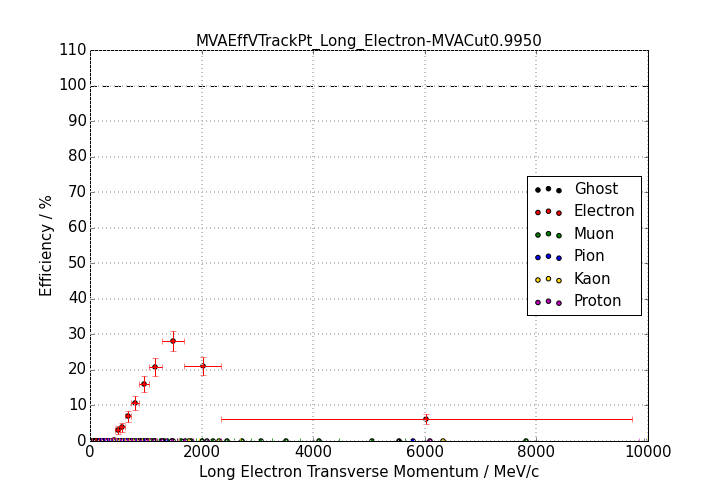 MVAEffVTrackPt_Long_Electron-MVACut0.9950
110
100
90
80
70
60
50
40
30
20
10
0
Efficiency / %
Ghost
Electron
Muon
Pion
Kaon
Proton
0 2000 4000 6000 8000 10000
Long Electron Transverse Momentum / MeV/c